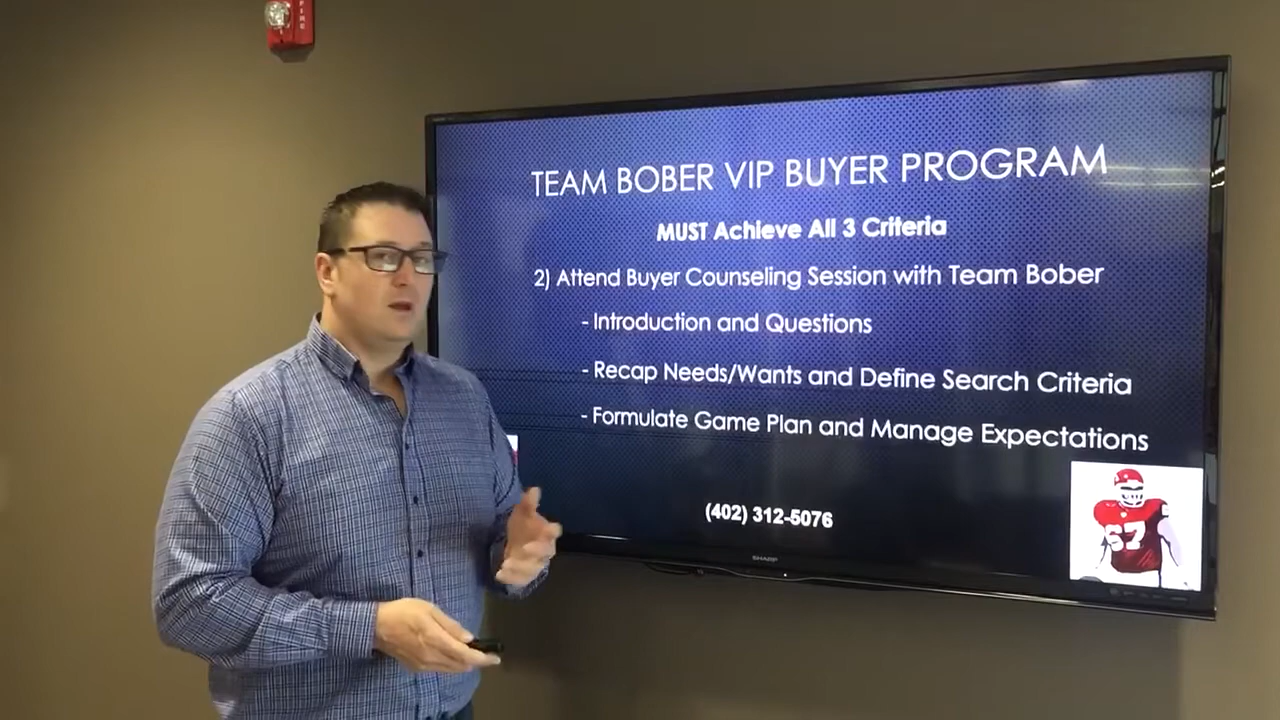 FIRE
TEAM BOBER VIP BUYER PROGRAM
MUST Achieve All 3 Criteria
2) Attend Buyer Counseling Session with Team Bober
- Introduction and Questions
- Recap Needs/Wants and Define Search Criteria
- Formulate Game Plan and Manage Expectations
(402) 312-5076
67
SHARP